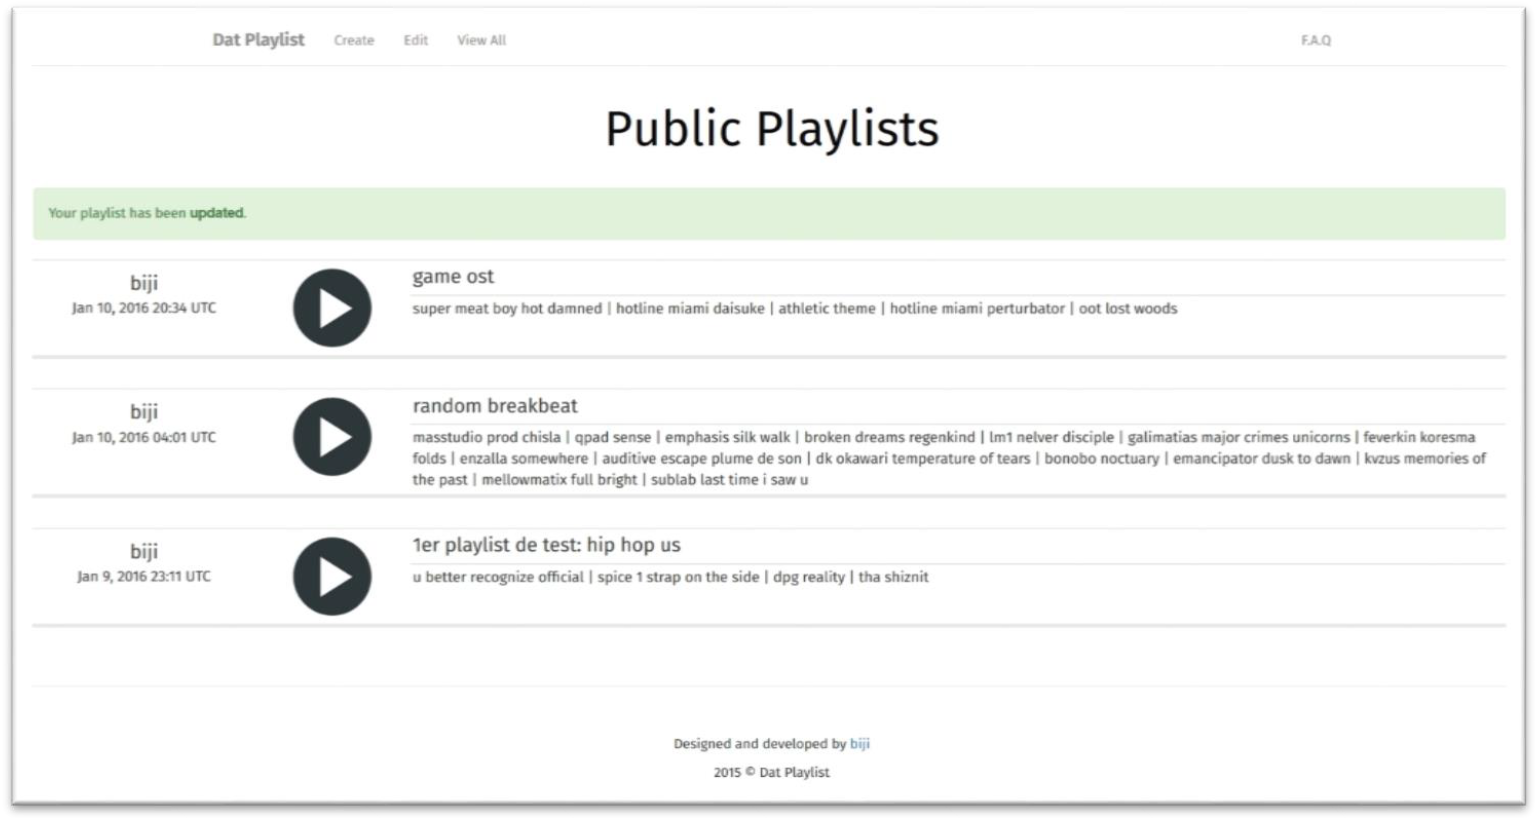 Dat Playlist Create Edit View All F.A.Q
Public Playlists
Your playlist has been updated.
biji
Jan 10, 2016 20:34 UTC
game ost
super meat boy hot damned | hotline miami daisuke | athletic theme | hotline miami perturbator | oot lost woods
biji
Jan 10, 2016 04:01 UTC
random breakbeat
masstudio prod chisla | qpad sense | emphasis silk walk | broken dreams regenkind | lm1 nelver disciple | galimatias major crimes unicorns | feverkin koresma
folds | enzalla somewhere | auditive escape plume de son | dk okawari temperature of tears | bonobo noctuary | emancipator dusk to dawn | kvzus memories of
the past | mellowmatix full bright | sublab last time i saw u
biji
Jan 9, 2016 23:11 UTC
1er playlist de test: hip hop us
u better recognize official | spice 1 strap on the side | dpg reality | tha shiznit
Designed and developed by biji
2015 © Dat Playlist